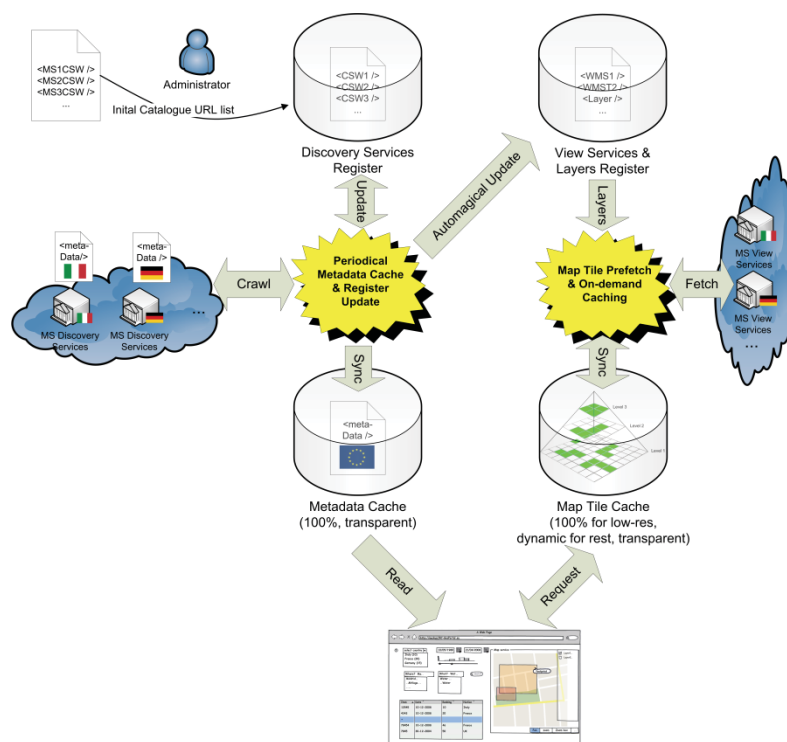 <MS1CSW />
<MS2CSW />
<MS3CSW />
...
Administrator
Inital Catalogue URL list
<CSW1 />
<CSW2 />
<CSW3 />
...
Discovery Services
Register
<WMS1 />
<WMST2 />
<Layer />
...
View Services &
Layers Register
Update
Automagical Update
Layers
<meta-
Data/>
<meta-
Data />
MS Discovery
Services
MS Discovery
Services
...
Crawl
Periodical
Metadata Cache
& Register
Update
Map Tile Prefetch
& On-demand
Caching
Fetch
MS View
Services
MS View
Services
...
Sync
Sync
<meta-
Data />
Level 3
Level 2
Level 1
Metadata Cache
(100%, transparent)
Map Tile Cache
(100% for low-res,
dynamic for rest, transparent)
Read
Request